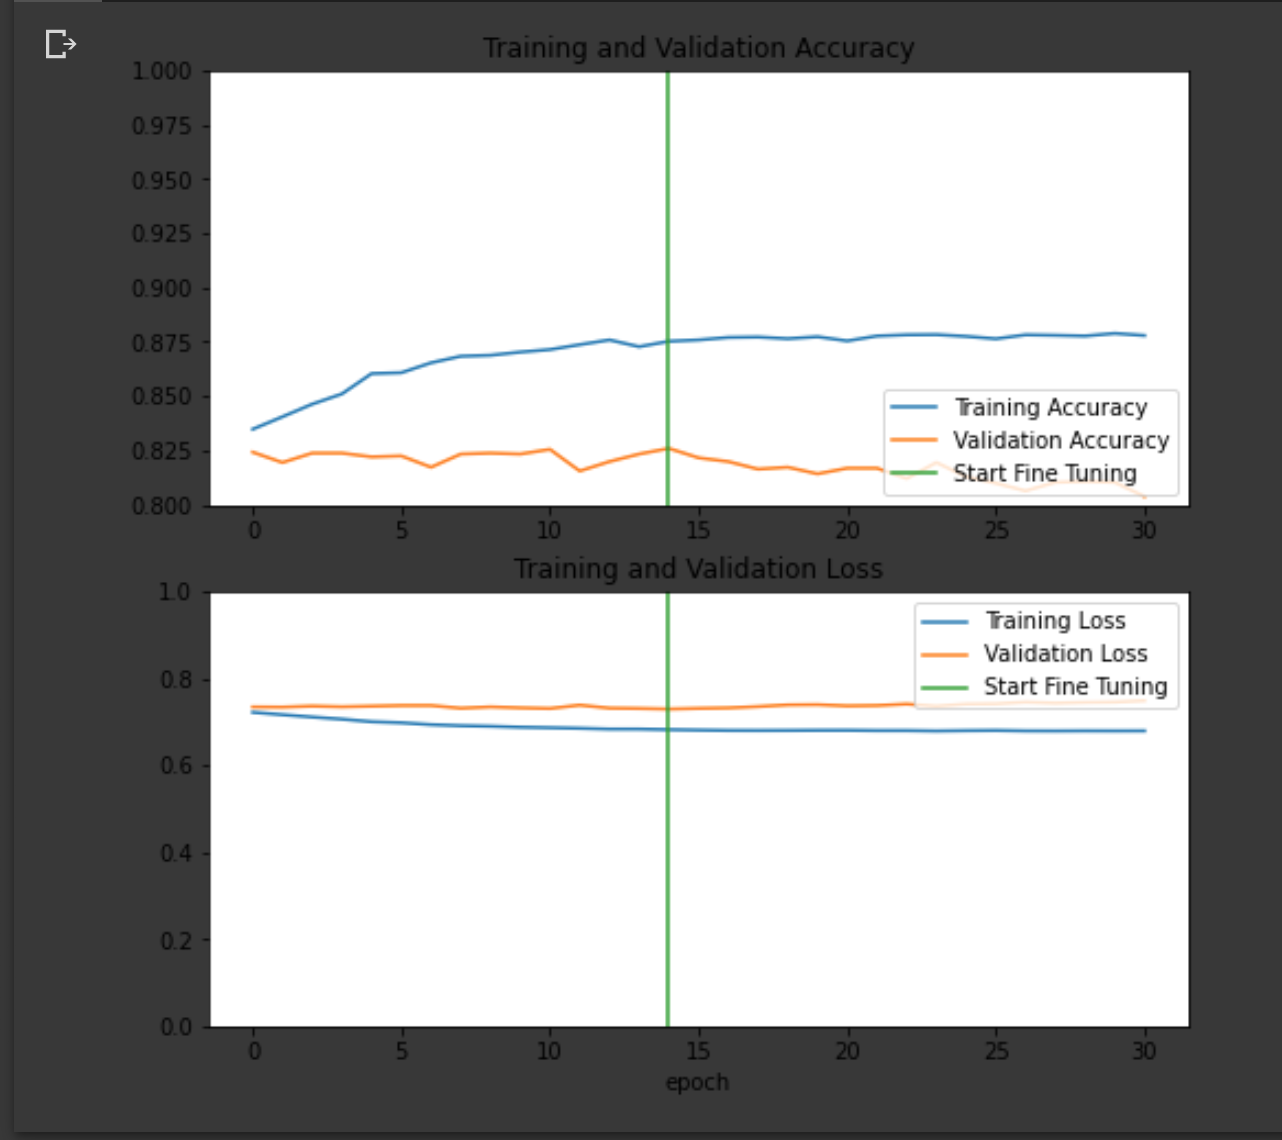 Training and Validation Accuracy
1.000
0.975
0.950
0.925
0.900
0.875
0.850
0.825
0.800
Training Accuracy
Validation Accuracy
Start Fine Tuning
0 5 10 15 20 25 30
Training and Validation Loss
1.0
0.8
0.6
0.4
0.2
0.0
Training Loss
Validation Loss
Start Fine Tuning
0 5 10 15 20 25 30
epoch